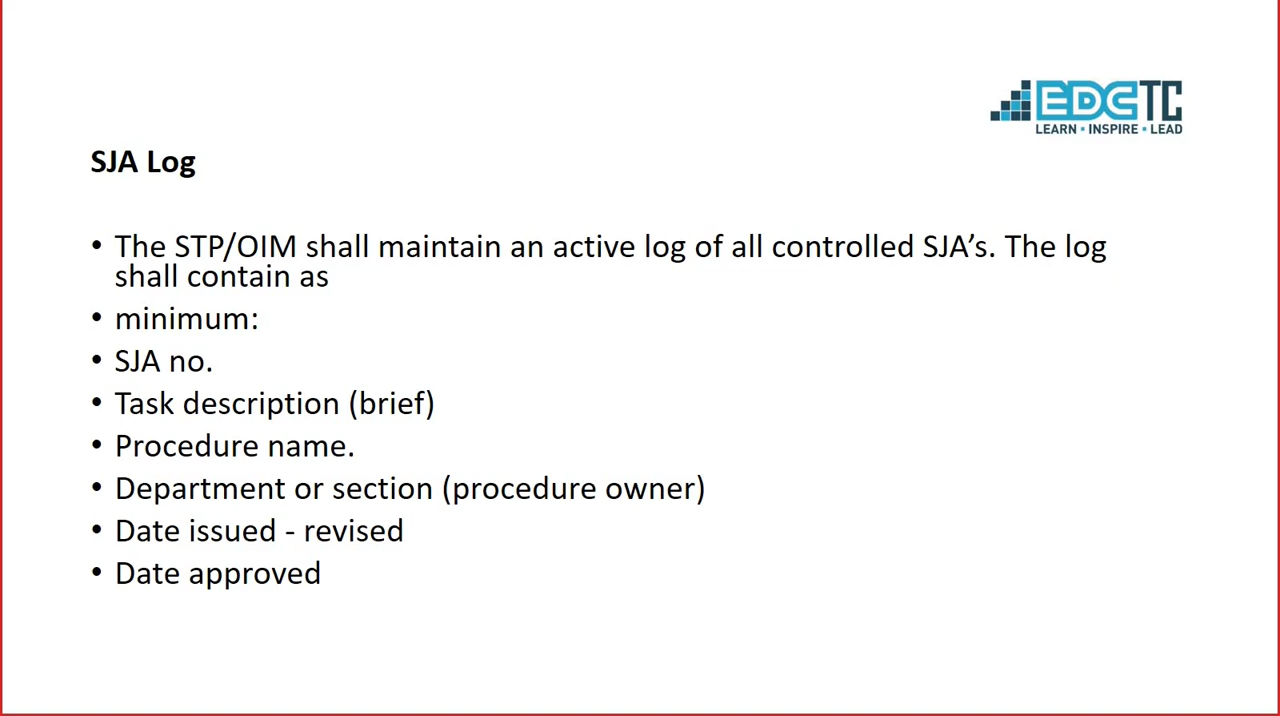 EDCTC
LEARN • INSPIRE • LEAD
SJA Log
• The STP/OIM shall maintain an active log of all controlled SJA’s. The log
shall contain as
• minimum:
• SJA no.
• Task description (brief)
• Procedure name.
• Department or section (procedure owner)
• Date issued - revised
• Date approved